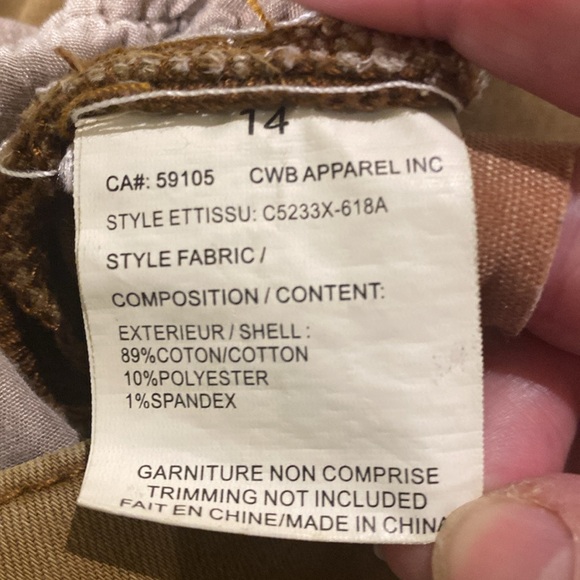 14
CA#: 59105 CWB APPAREL INC
STYLE ETTISSU: C5233X-618A
STYLE FABRIC /
COMPOSITION / CONTENT:
EXTERIEUR / SHELL :
89%COTON/COTTON
10%POLYESTER
1%SPANDEX
GARNITURE NON COMPRISE
TRIMMING NOT INCLUDED
FAIT EN CHINE/MADE IN CHINA